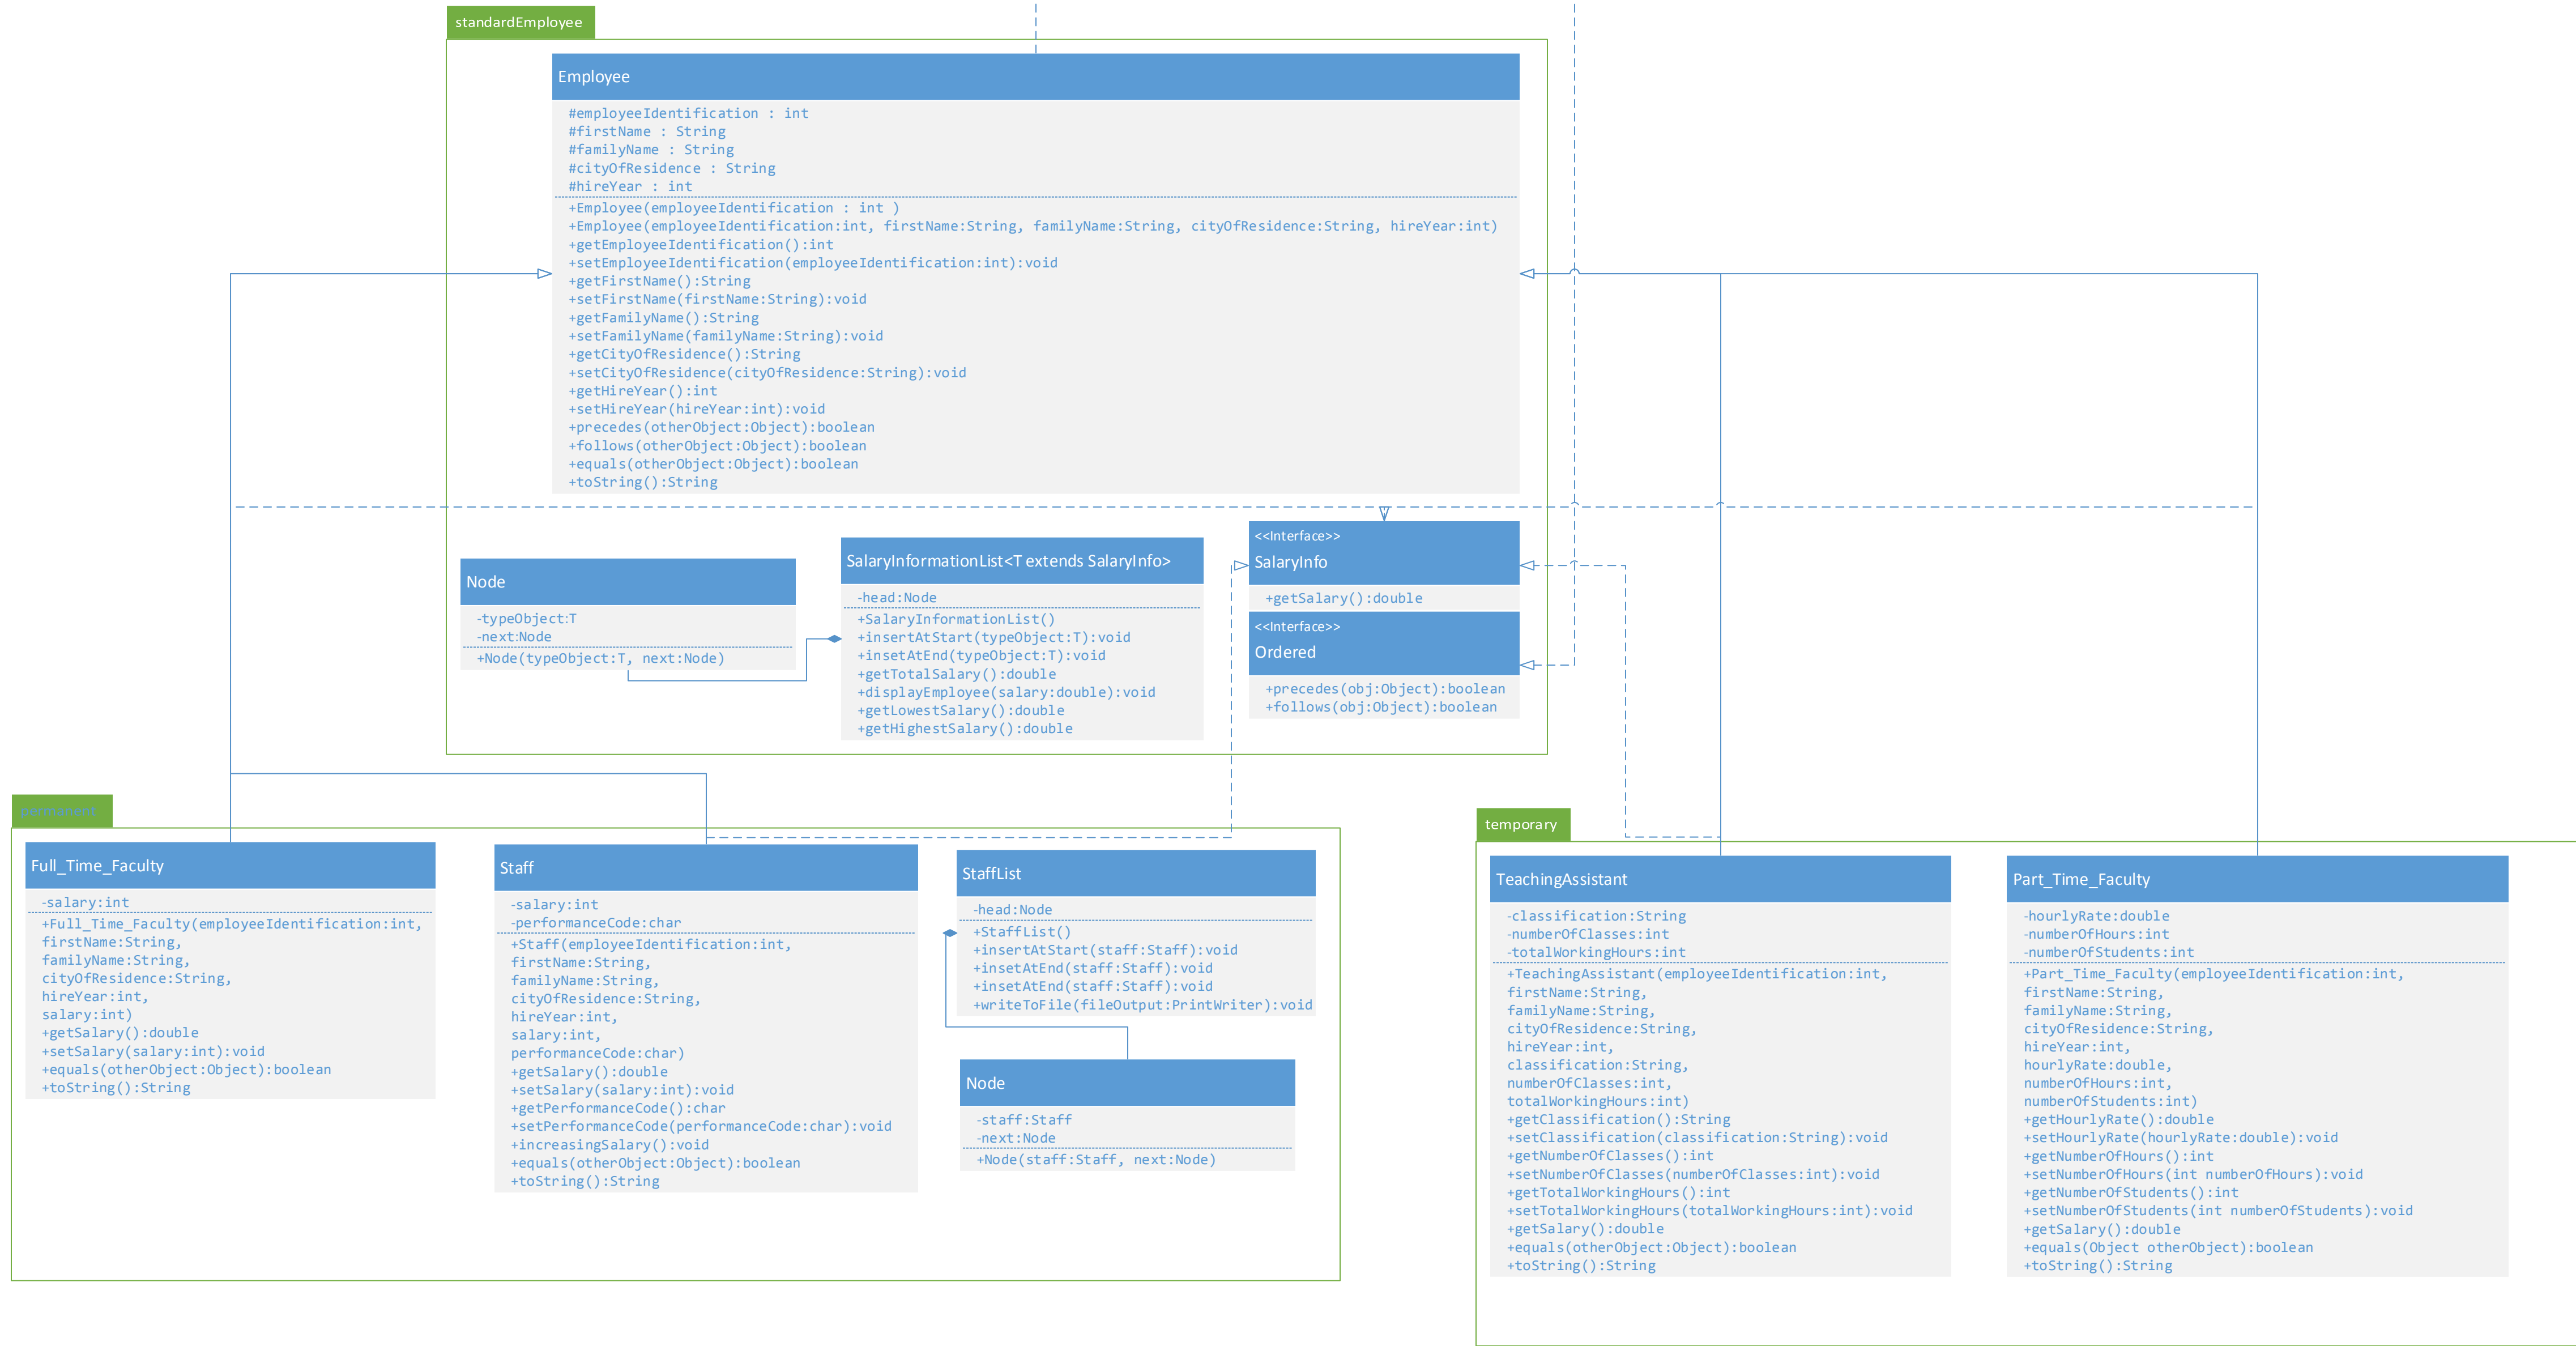 standardEmployee
Employee
#employeeIdentification : int
#firstName : String
#familyName : String
#cityOfResidence : String
#hireYear : int
+Employee(employeeIdentification : int )
+Employee(employeeIdentification:int, firstName:String, familyName:String, cityOfResidence:String, hireYear:int)
+getEmployeeIdentification():int
+setEmployeeIdentification(employeeIdentification:int):void
+getFirstName():String
+setFirstName(firstName:String):void
+getFamilyName():String
+setFamilyName(familyName:String):void
+getCityOfResidence():String
+setCityOfResidence(cityOfResidence:String):void
+getHireYear():int
+setHireYear(hireYear:int):void
+precedes(otherObject:Object):boolean
+follows(otherObject:Object):boolean
+equals(otherObject:Object):boolean
+toString():String
Node
-typeObject:T
-next:Node
+Node(typeObject:T, next:Node)
SalaryInformationList<T extends SalaryInfo>
-head:Node
+SalaryInformationList()
+insertAtStart(typeObject:T):void
+insetAtEnd(typeObject:T):void
+getTotalSalary():double
+displayEmployee(salary:double):void
+getLowestSalary():double
+getHighestSalary():double
<<Interface>>
SalaryInfo
+getSalary():double
<<Interface>>
Ordered
+precedes(obj:Object):boolean
+follows(obj:Object):boolean
permanent
Full_Time_Faculty
-salary:int
+Full_Time_Faculty(employeeIdentification:int,
firstName:String,
familyName:String,
cityOfResidence:String,
hireYear:int,
salary:int)
+getSalary():double
+setSalary(salary:int):void
+equals(otherObject:Object):boolean
+toString():String
Staff
-salary:int
-performanceCode:char
+Staff(employeeIdentification:int,
firstName:String,
familyName:String,
cityOfResidence:String,
hireYear:int,
salary:int,
performanceCode:char)
+getSalary():double
+setSalary(salary:int):void
+getPerformanceCode():char
+setPerformanceCode(performanceCode:char):void
+increasingSalary():void
+equals(otherObject:Object):boolean
+toString():String
StaffList
-head:Node
+StaffList()
+insertAtStart(staff:Staff):void
+insetAtEnd(staff:Staff):void
+insetAtEnd(staff:Staff):void
+writeToFile(fileOutput:PrintWriter):void
Node
-staff:Staff
-next:Node
+Node(staff:Staff, next:Node)
temporary
TeachingAssistant
-classification:String
-numberOfClasses:int
-totalWorkingHours:int
+TeachingAssistant(employeeIdentification:int,
firstName:String,
familyName:String,
cityOfResidence:String,
hireYear:int,
classification:String,
numberOfClasses:int,
totalWorkingHours:int)
+getClassification():String
+setClassification(classification:String):void
+getNumberOfClasses():int
+setNumberOfClasses(numberOfClasses:int):void
+getTotalWorkingHours():int
+setTotalWorkingHours(totalWorkingHours:int):void
+getSalary():double
+equals(otherObject:Object):boolean
+toString():String
Part_Time_Faculty
-hourlyRate:double
-numberOfHours:int
-numberOfStudents:int
+Part_Time_Faculty(employeeIdentification:int,
firstName:String,
familyName:String,
cityOfResidence:String,
hireYear:int,
hourlyRate:double,
numberOfHours:int,
numberOfStudents:int)
+getHourlyRate():double
+setHourlyRate(hourlyRate:double):void
+getNumberOfHours():int
+setNumberOfHours(int numberOfHours):void
+getNumberOfStudents():int
+setNumberOfStudents(int numberOfStudents):void
+getSalary():double
+equals(Object otherObject):boolean
+toString():String